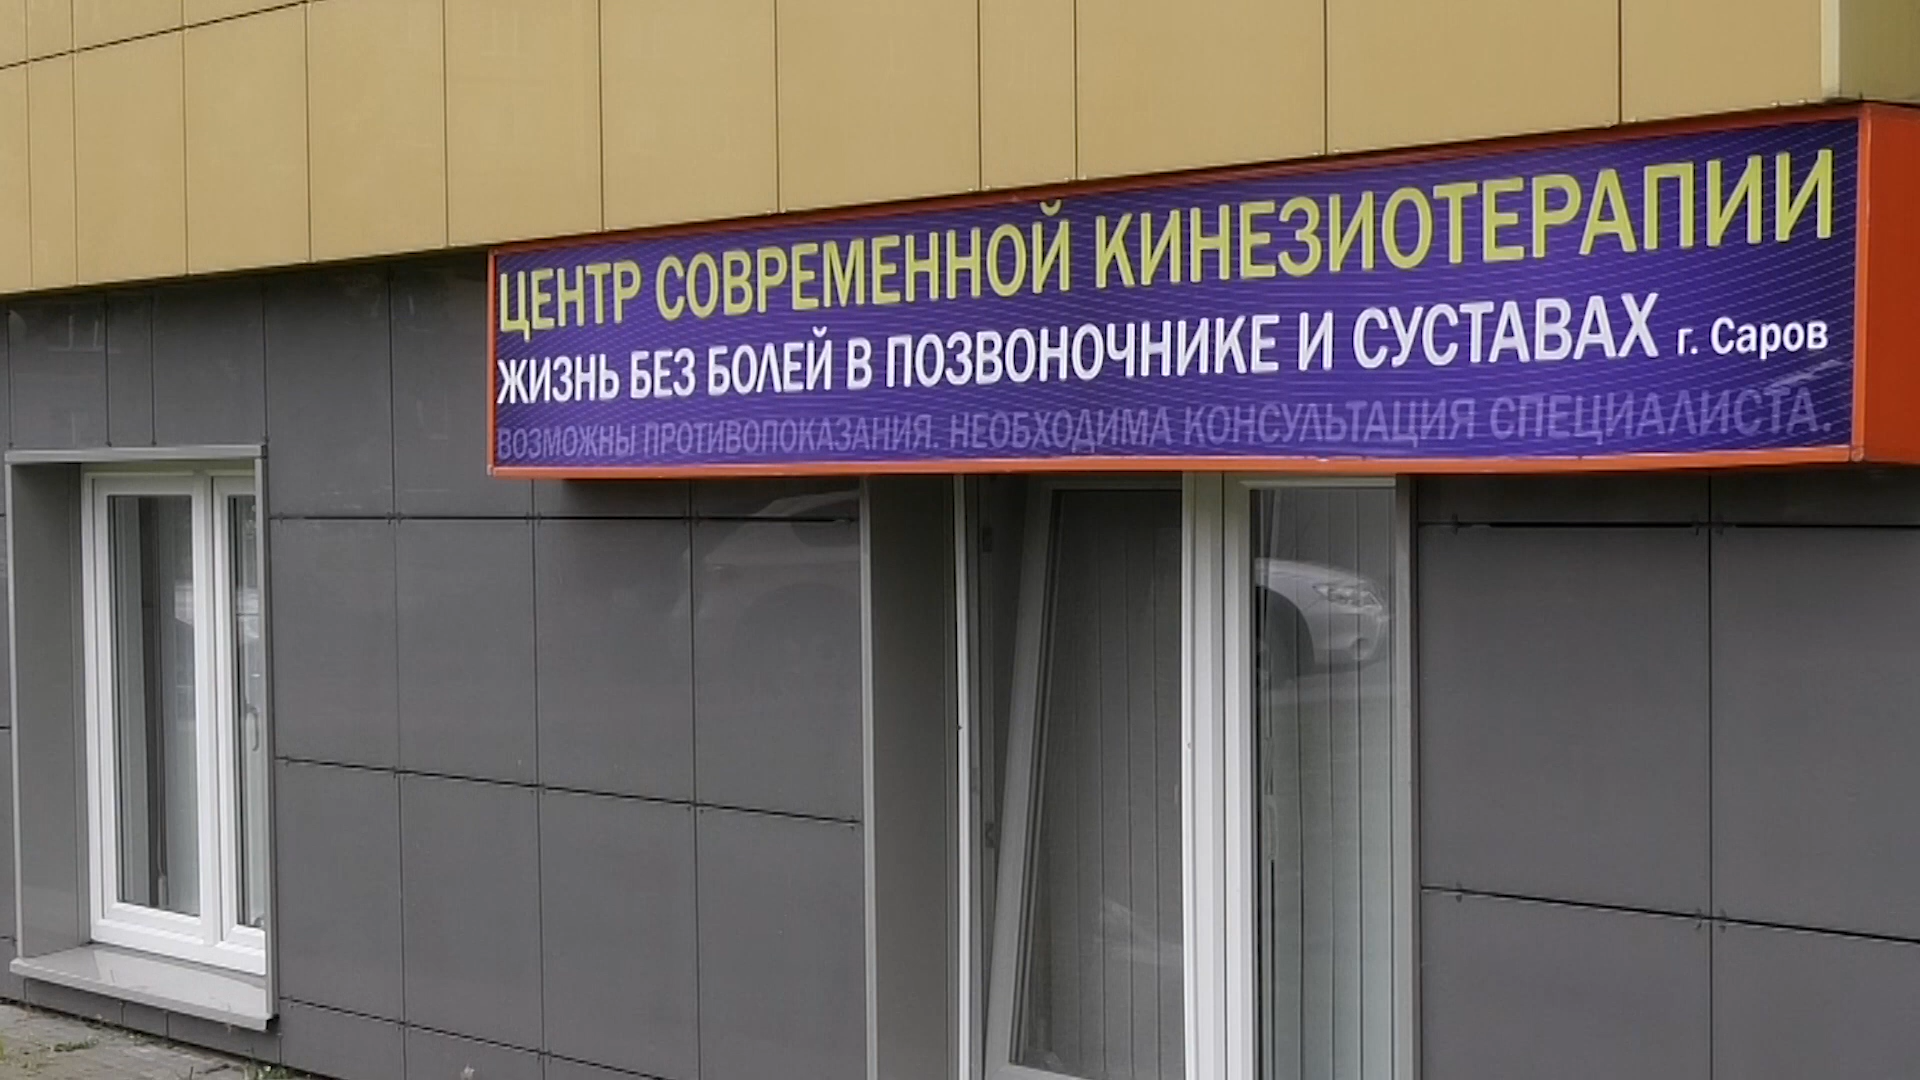 ЦЕНТР СОВРЕМЕННОЙ КИНЕЗИОТЕРАПИИ
ЖИЗНЬ БЕЗ БОЛЕЙ В ПОЗВОНОЧНИКЕ И СУСТАВАХ г. Саров
ВОЗМОЖНЫ ПРОТИВОПОКАЗАНИЯ. НЕОБХОДИМА КОНСУЛЬТАЦИЯ СПЕЦИАЛИСТА.